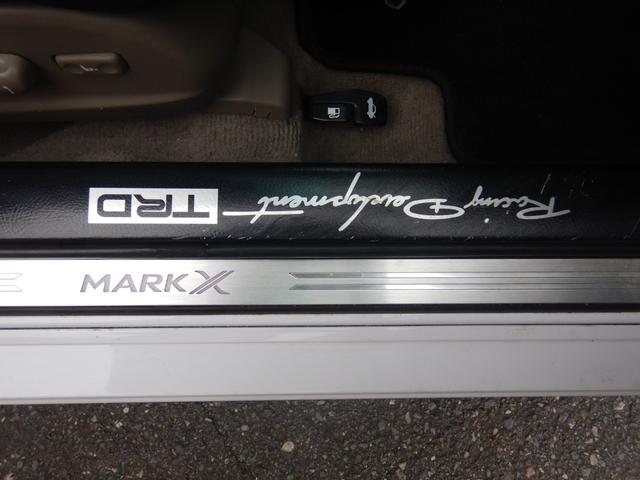 Racing Development TRD
MARK X